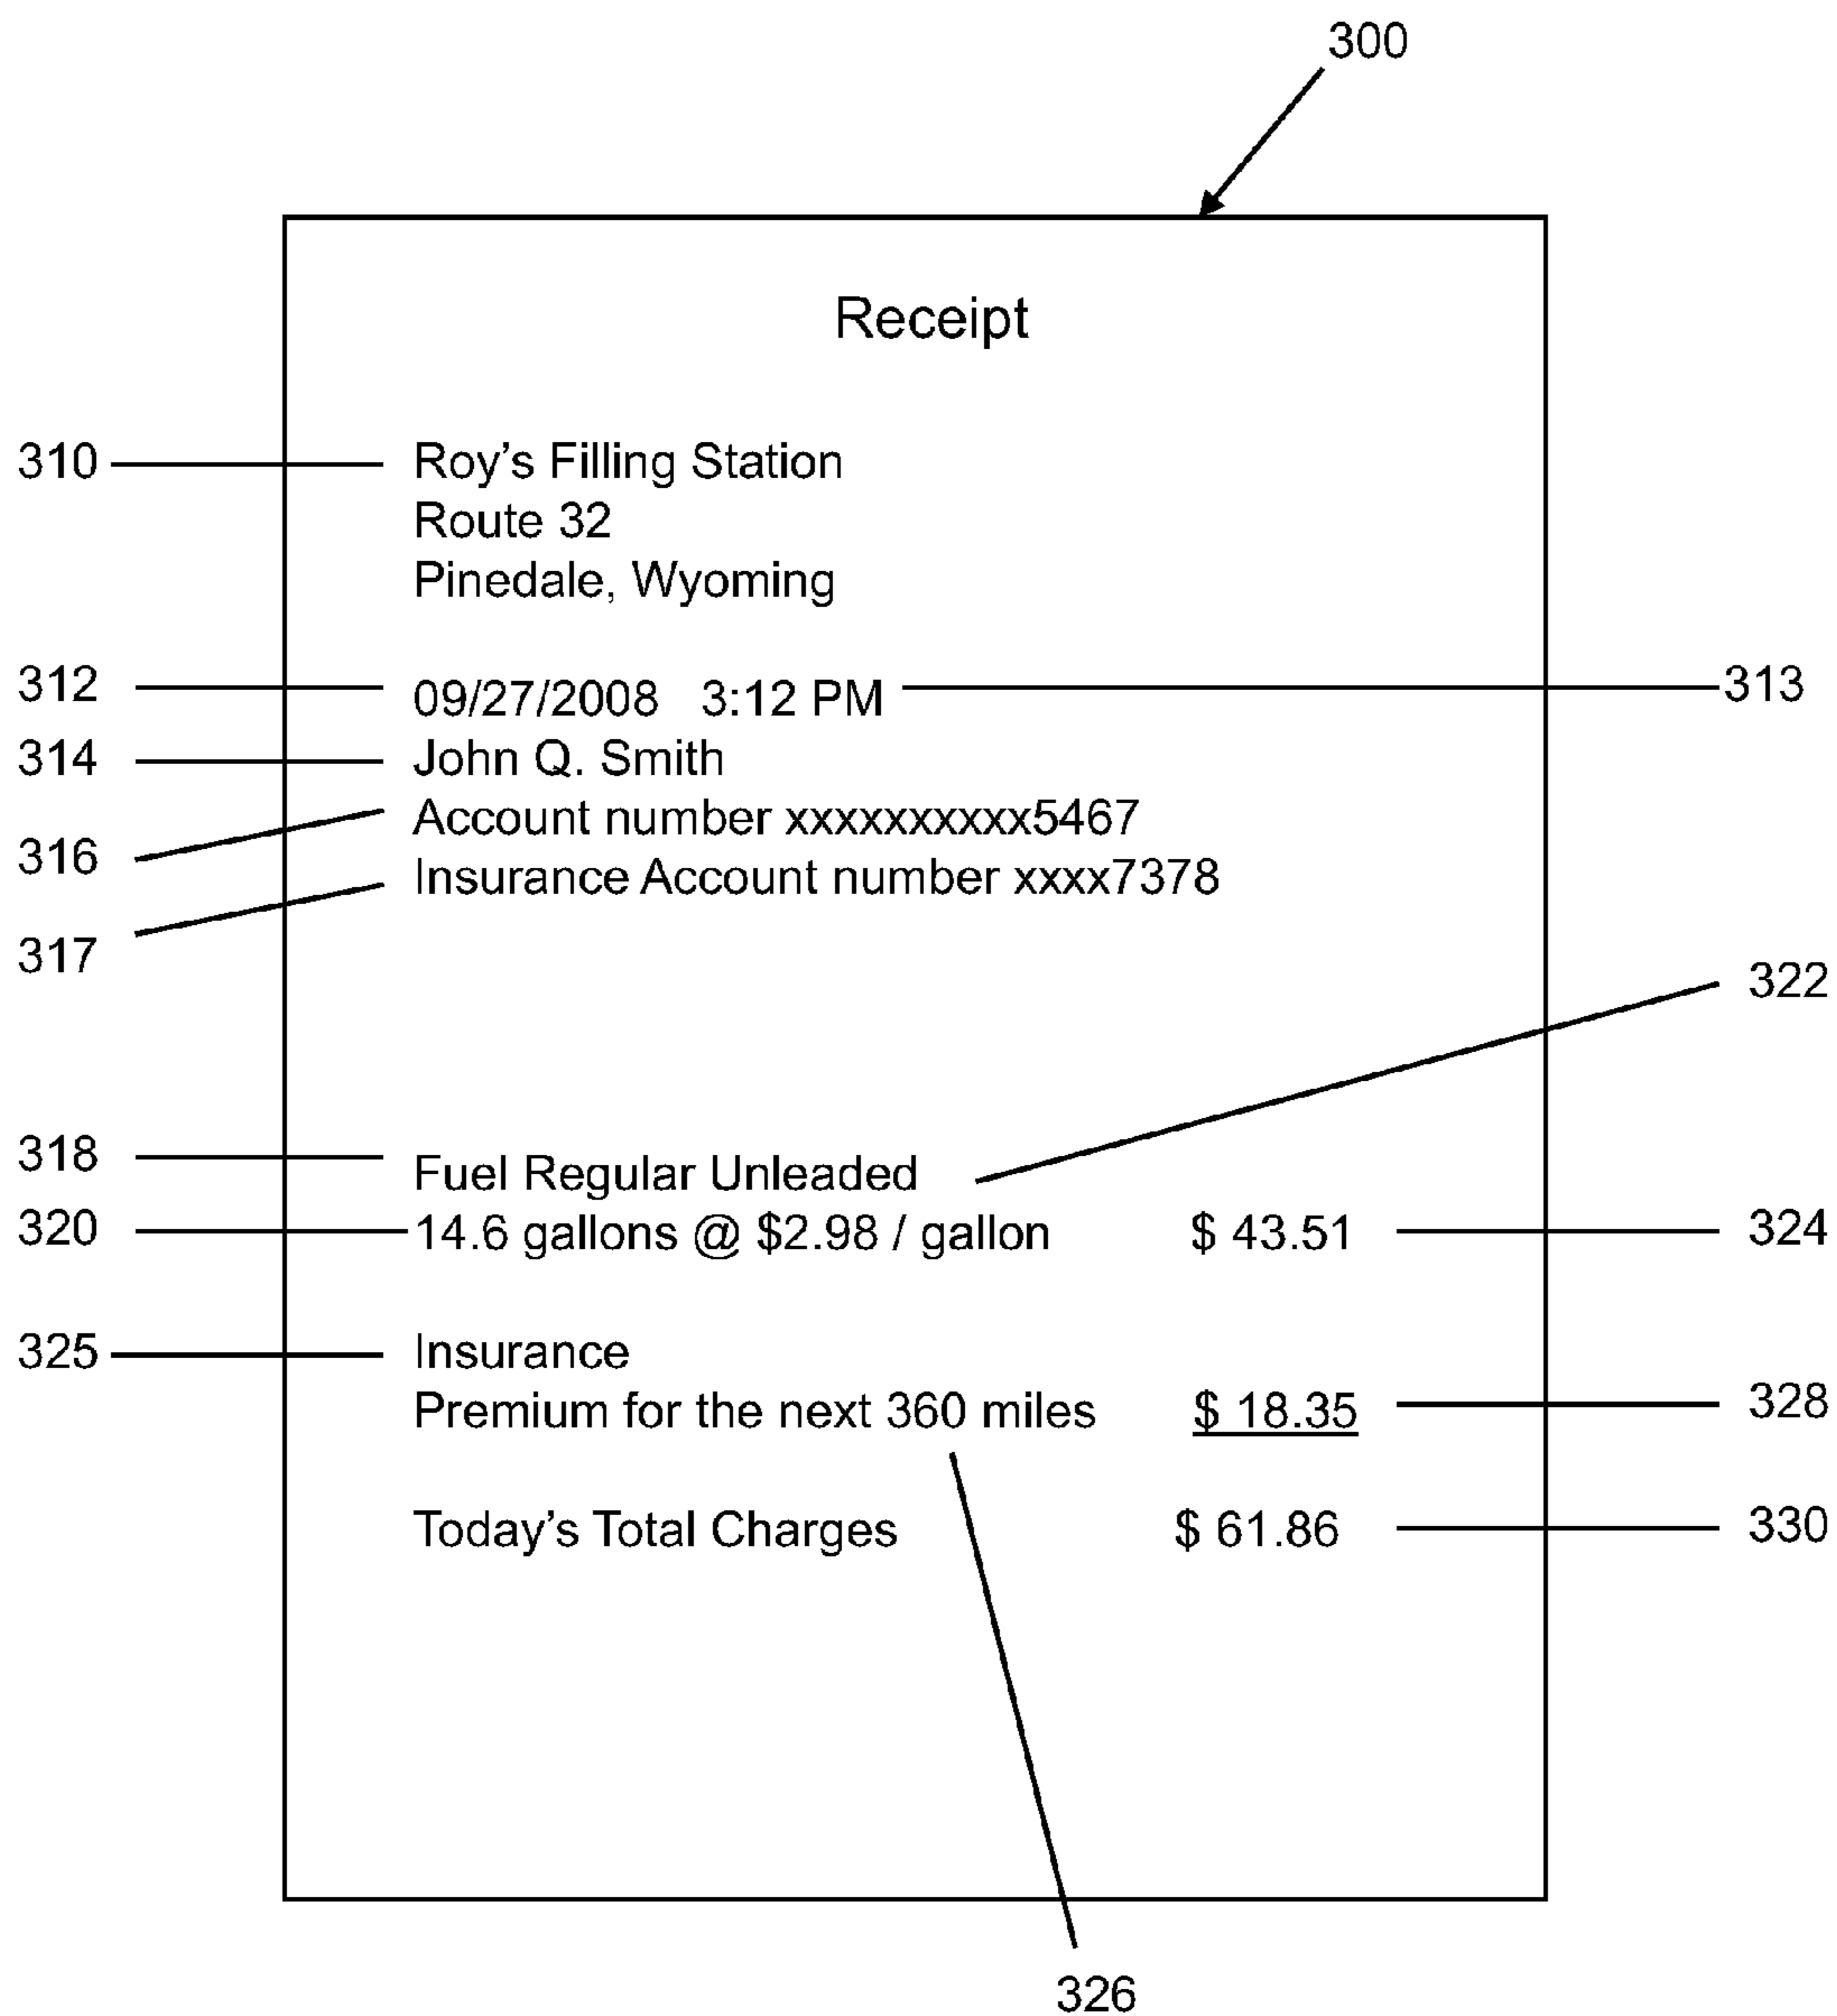 300
Receipt
310 Roy's Filling Station
Route 32
Pinedale, Wyoming
312 09/27/2008 3:12 PM 313
314 John Q. Smith
316 Account number xxxxxxxxxx5467
317 Insurance Account number xxxx7378
322
318 Fuel Regular Unleaded
320 14.6 gallons @ $2.98 / gallon $ 43.51 324
325 Insurance
Premium for the next 360 miles $ 18.35 328
Today's Total Charges $ 61.86 330
326